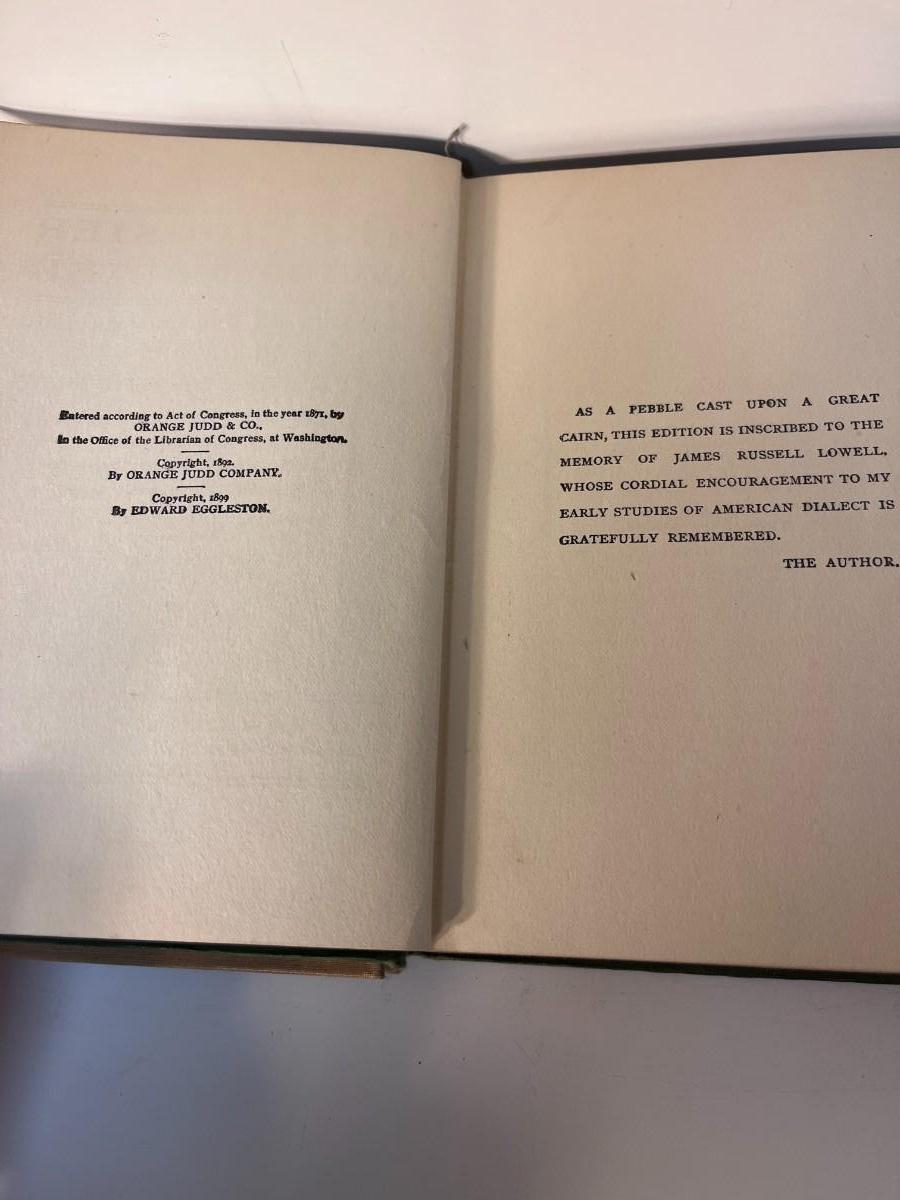 Entered according to Act of Congress, in the year 1871, by
ORANGE JUDD & CO.,
In the Office of the Librarian of Congress, at Washington.
Copyright, 1892.
By ORANGE JUDD COMPANY.
Copyright, 1899
By EDWARD EGGLESTON.
AS A PEBBLE CAST UPON A GREAT
CAIRN, THIS EDITION IS INSCRIBED TO THE
MEMORY OF JAMES RUSSELL LOWELL,
WHOSE CORDIAL ENCOURAGEMENT TO MY
EARLY STUDIES OF AMERICAN DIALECT IS
GRATEFULLY REMEMBERED.
THE AUTHOR.